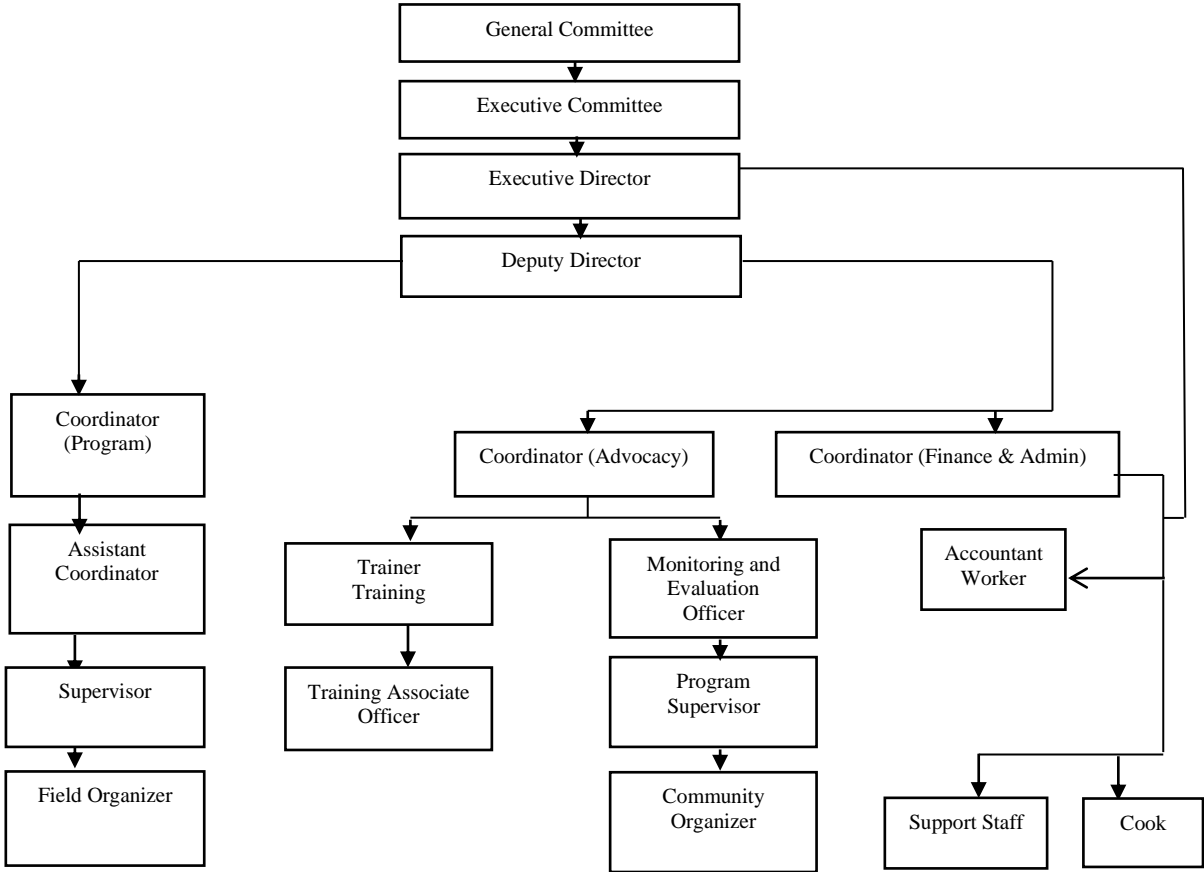 General Committee
Executive Committee
Executive Director
Deputy Director
Coordinator
(Program)
Coordinator (Advocacy)
Coordinator (Finance & Admin)
Assistant
Coordinator
Trainer
Training
Monitoring and
Evaluation
Officer
Accountant
Worker
Supervisor
Training Associate
Officer
Program
Supervisor
Field Organizer
Community
Organizer
Support Staff
Cook